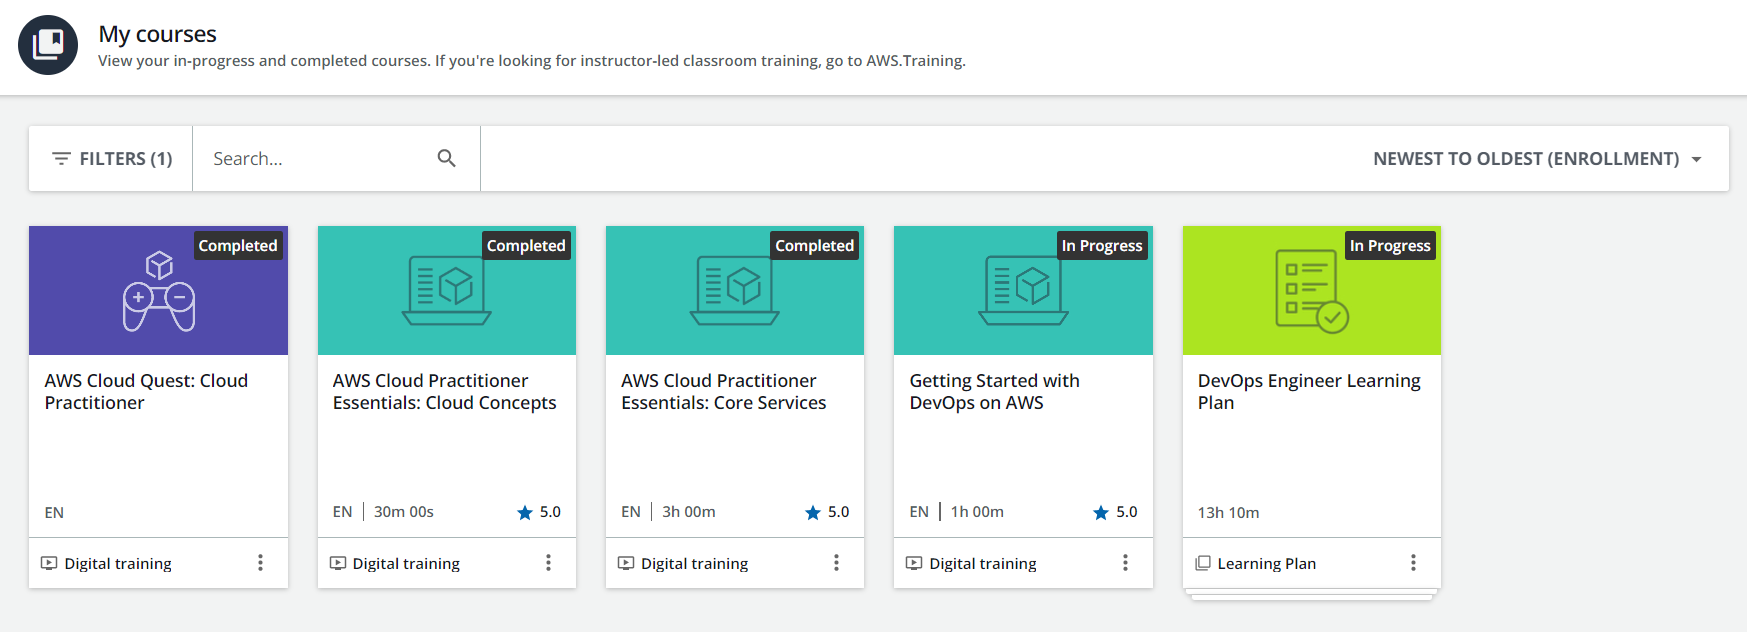 My courses
View your in-progress and completed courses. If you're looking for instructor-led classroom training, go to AWS.Training.
FILTERS (1)
Search...
NEWEST TO OLDEST (ENROLLMENT)
Completed
AWS Cloud Quest: Cloud
Practitioner
EN
Digital training
Completed
AWS Cloud Practitioner
Essentials: Cloud Concepts
EN 30m 00s 5.0
Digital training
Completed
AWS Cloud Practitioner
Essentials: Core Services
EN 3h 00m 5.0
Digital training
In Progress
Getting Started with
DevOps on AWS
EN 1h 00m 5.0
Digital training
In Progress
DevOps Engineer Learning
Plan
13h 10m
Learning Plan